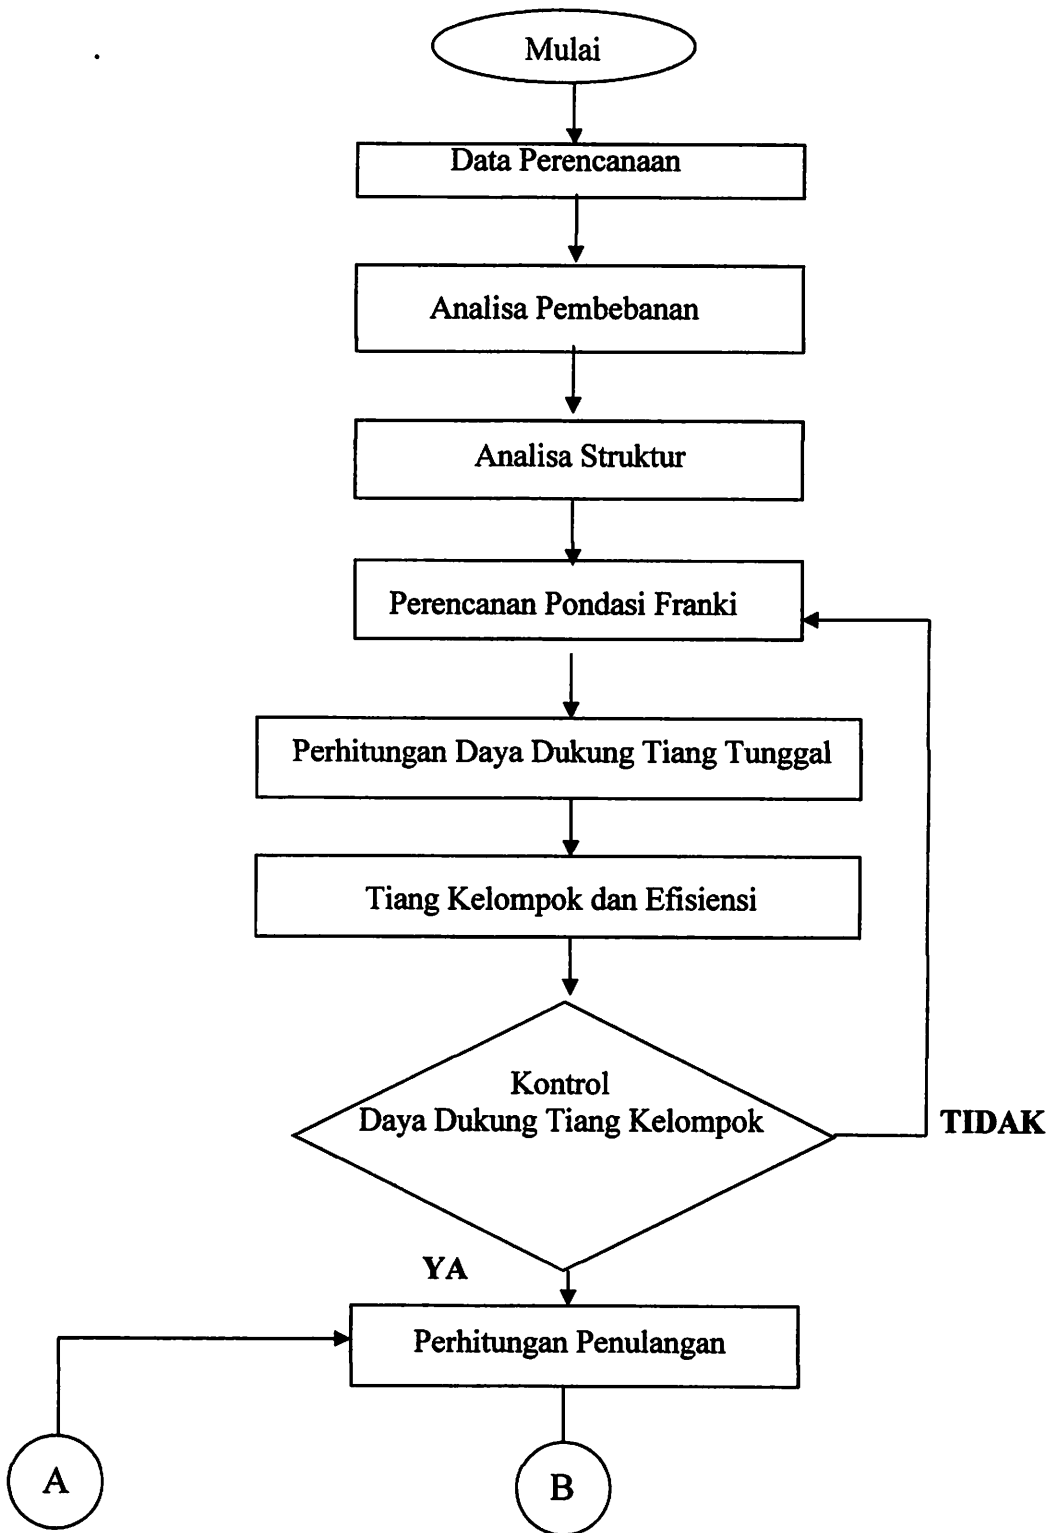 Mulai
Data Perencanaan
Analisa Pembebanan
Analisa Struktur
Perencanan Pondasi Franki
Perhitungan Daya Dukung Tiang Tunggal
Tiang Kelompok dan Efisiensi
Kontrol
Daya Dukung Tiang Kelompok
TIDAK
YA
Perhitungan Penulangan
A
B